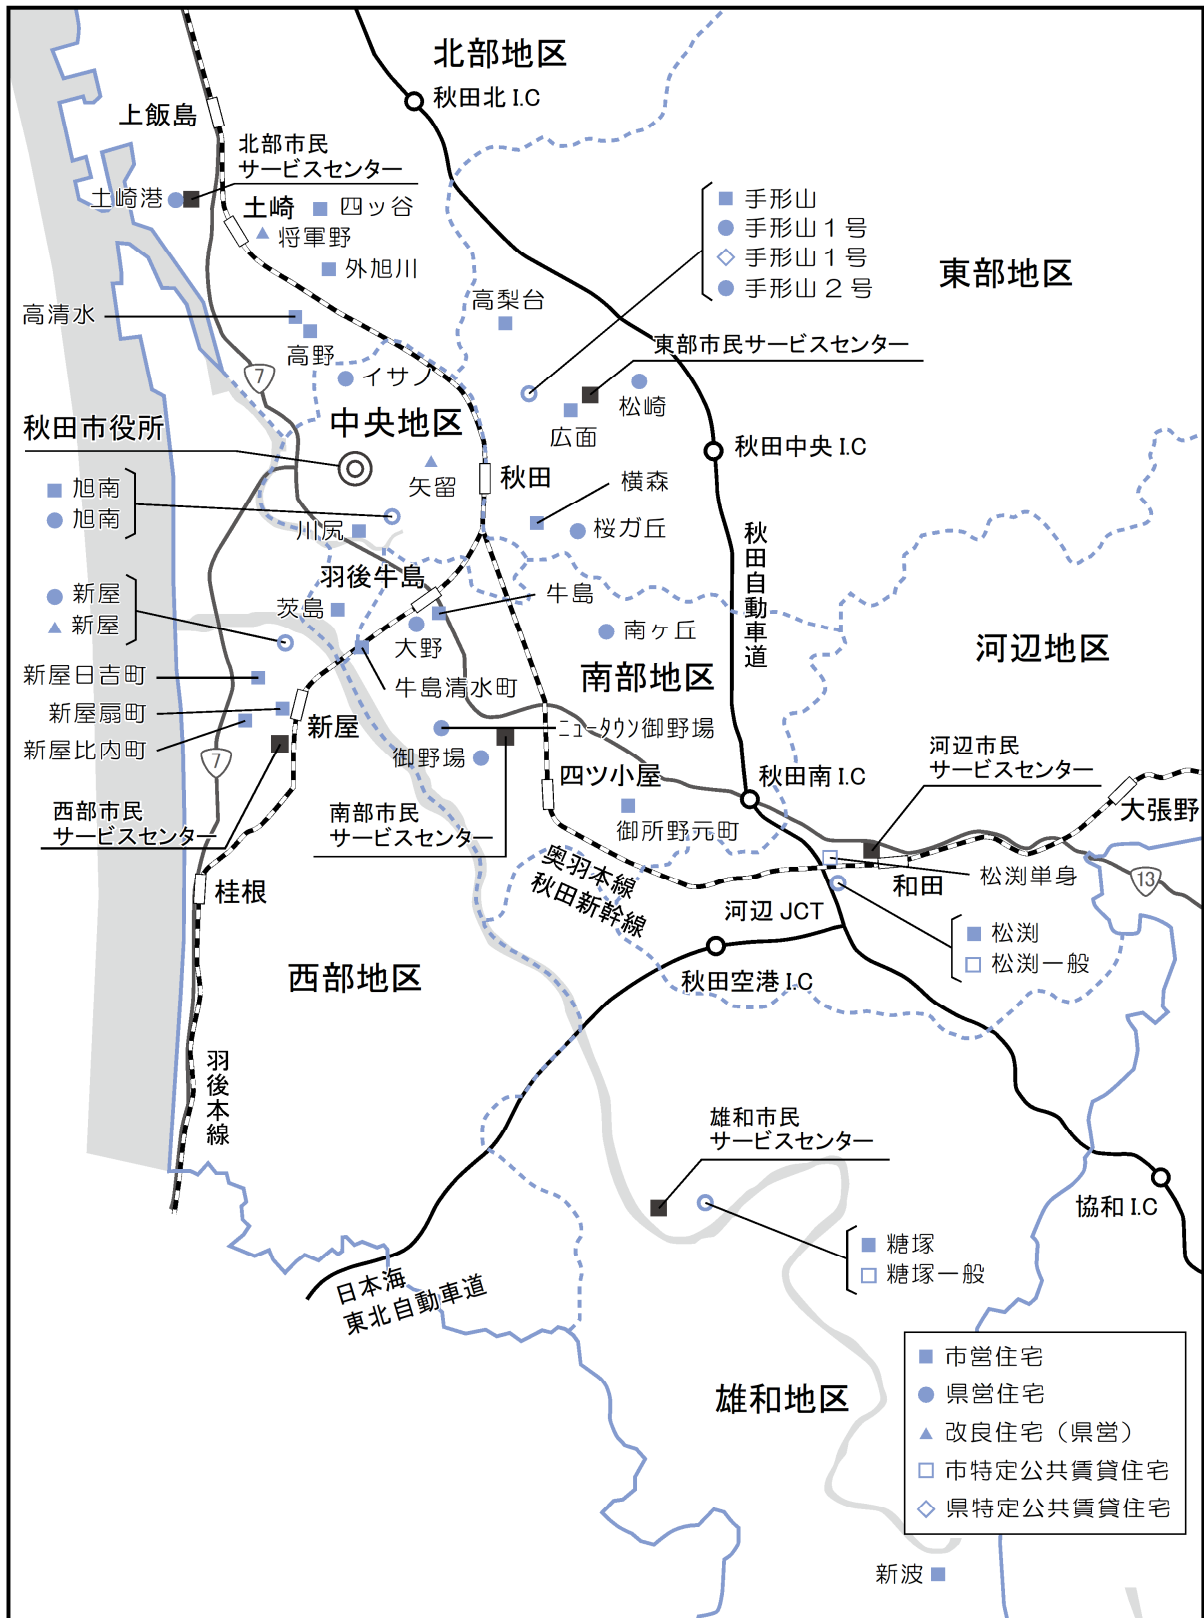 北部地区
秋田北 I.C
上飯島
北部市民
サービスセンター
土崎港
土崎
四ッ谷
将軍野
外旭川
手形山
手形山１号
手形山１号
手形山２号
東部地区
高清水
高野
高梨台
東部市民サービスセンター
7
イサノ
松崎
広面
中央地区
秋田市役所
秋田中央 I.C
矢留
秋田
横森
旭南
旭南
川尻
桜ガ丘
秋田自動車道
羽後牛島
新屋
新屋
茨島
牛島
大野
南ヶ丘
河辺地区
新屋日吉町
牛島清水町
南部地区
新屋扇町
新屋
新屋比内町
ニュータウン御野場
7
御野場
四ツ小屋
秋田南 I.C
河辺市民
サービスセンター
西部市民
サービスセンター
南部市民
サービスセンター
御所野元町
大張野
奥羽本線
秋田新幹線
和田
松渕単身
13
桂根
河辺 JCT
松渕
松渕一般
西部地区
秋田空港 I.C
羽後本線
雄和市民
サービスセンター
協和 I.C
糠塚
糠塚一般
日本海
東北自動車道
雄和地区
市営住宅
県営住宅
改良住宅（県営）
市特定公共賃貸住宅
県特定公共賃貸住宅
新波